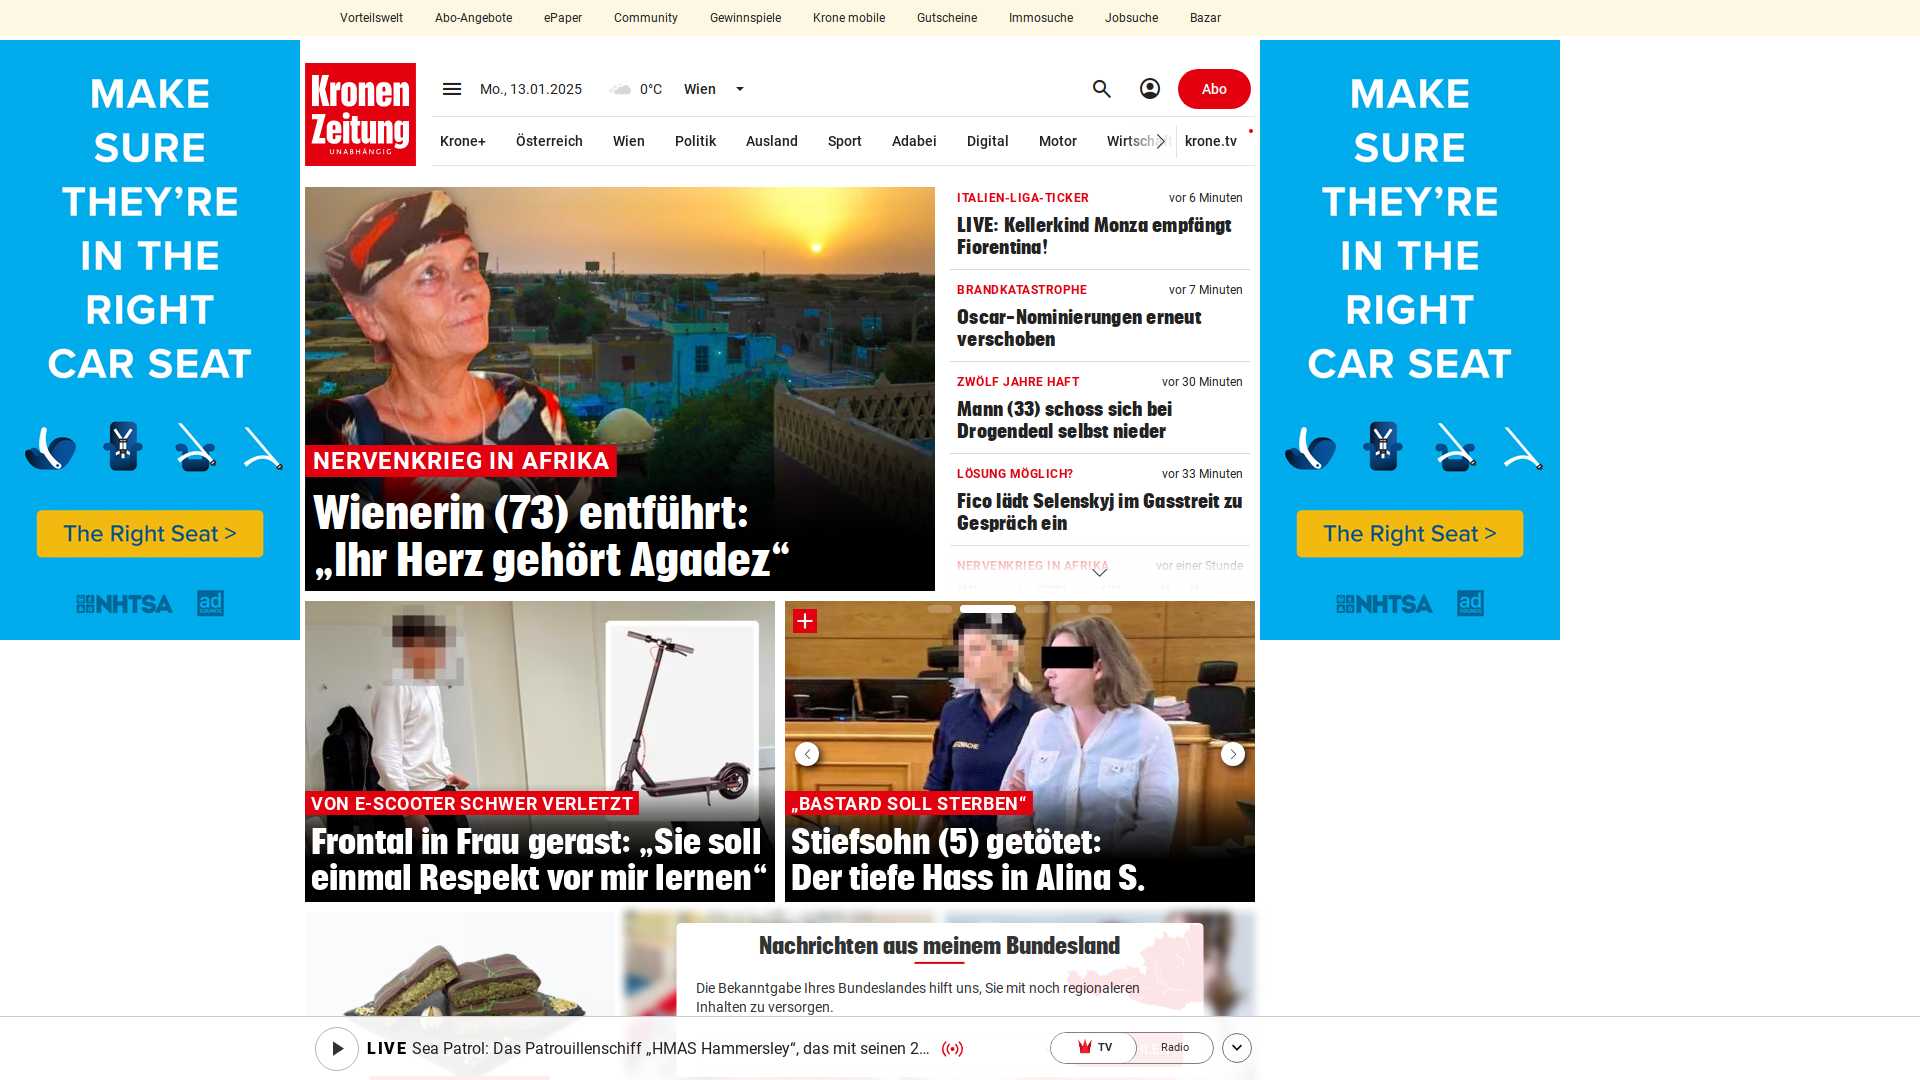 Vorteilswelt Abo-Angebote ePaper Community Gewinnspiele Krone mobile Gutscheine Immosuche Jobsuche Bazar
MAKE
SURE
THEY'RE
IN THE
RIGHT
CAR SEAT
The Right Seat >
NHTSA ad
Kronen
Zeitung
UNABHÄNGIG
Mo., 13.01.2025 0°C Wien Abo
Krone+ Österreich Wien Politik Ausland Sport Adabei Digital Motor Wirtschaft krone.tv
NERVENKRIEG IN AFRIKA
Wienerin (73) entführt:
„Ihr Herz gehört Agadez“
ITALIEN-LIGA-TICKER vor 6 Minuten
LIVE: Kellerkind Monza empfängt
Fiorentina!
BRANDKATASTROPHE vor 7 Minuten
Oscar-Nominierungen erneut
verschoben
ZWÖLF JAHRE HAFT vor 30 Minuten
Mann (33) schoss sich bei
Drogendeal selbst nieder
LÖSUNG MÖGLICH? vor 33 Minuten
Fico lädt Selenskyj im Gasstreit zu
Gespräch ein
NERVENKRIEG IN AFRIKA vor einer Stunde
MAKE
SURE
THEY'RE
IN THE
RIGHT
CAR SEAT
The Right Seat >
NHTSA ad
VON E-SCOOTER SCHWER VERLETZT
Frontal in Frau gerast: „Sie soll
einmal Respekt vor mir lernen“
„BASTARD SOLL STERBEN“
Stiefsohn (5) getötet:
Der tiefe Hass in Alina S.
Nachrichten aus meinem Bundesland
Die Bekanntgabe Ihres Bundeslandes hilft uns, Sie mit noch regionaleren
Inhalten zu versorgen.
LIVE Sea Patrol: Das Patrouillenschiff „HMAS Hammersley“, das mit seinen 2... TV Radio